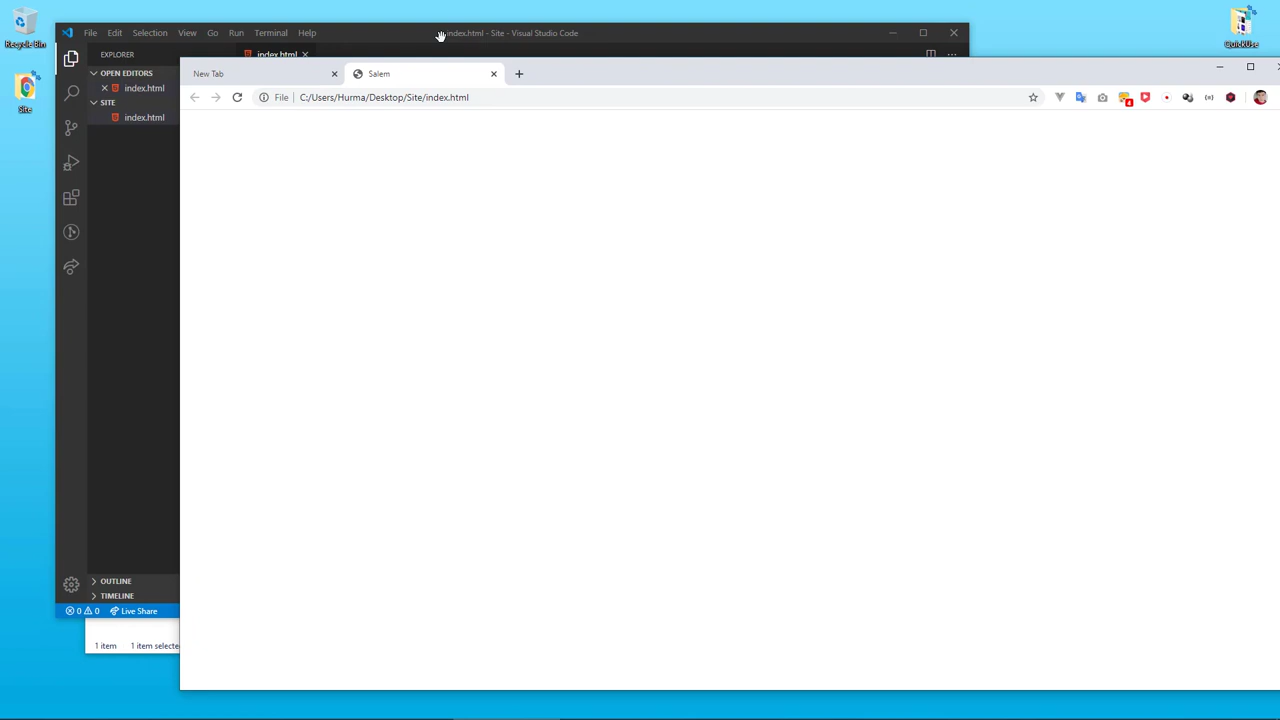 Recycle Bin
Site
QuickUse
File Edit Selection View Go Run Terminal Help
index.html - Site - Visual Studio Code
EXPLORER
index.html
OPEN EDITORS
index.html
SITE
index.html
OUTLINE
TIMELINE
0 0 Live Share
1 item 1 item selecte
New Tab
Salem
File C:/Users/Hurma/Desktop/Site/index.html
4